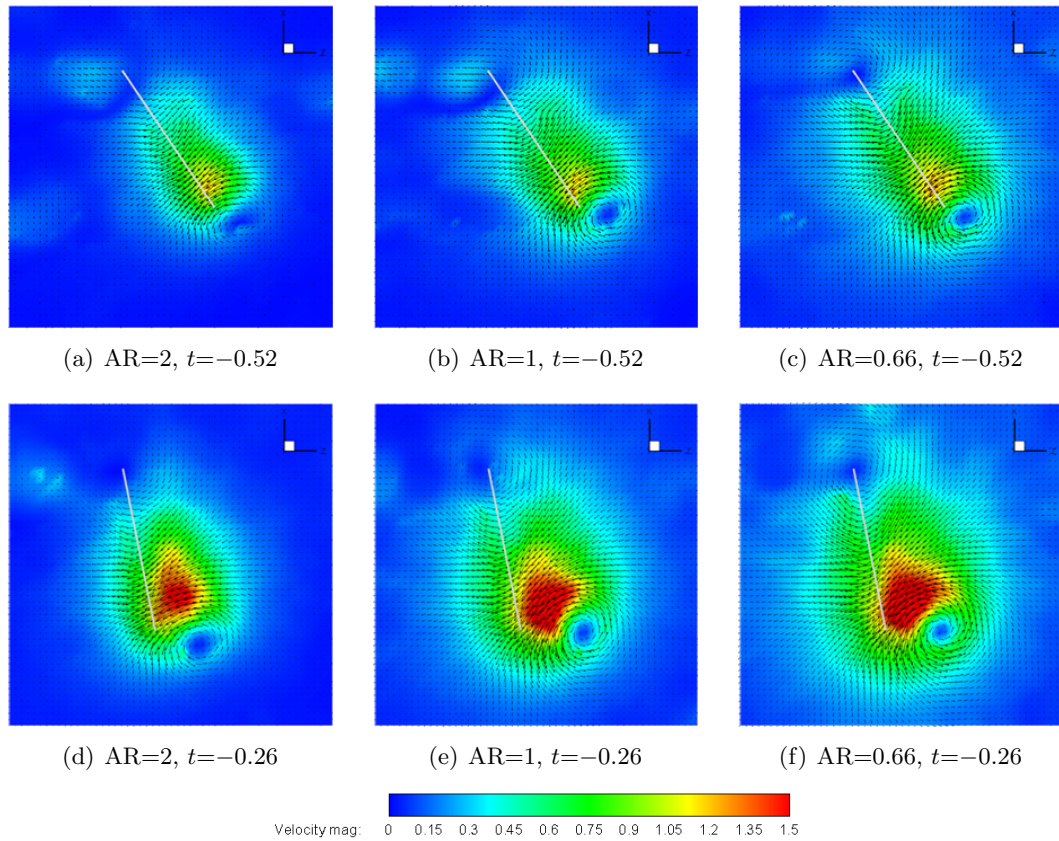 X Z X Z X Z
(a) AR=2, t=−0.52 (b) AR=1, t=−0.52 (c) AR=0.66, t=−0.52
X Z X Z X Z
(d) AR=2, t=−0.26 (e) AR=1, t=−0.26 (f) AR=0.66, t=−0.26
Velocity mag: 0 0.15 0.3 0.45 0.6 0.75 0.9 1.05 1.2 1.35 1.5